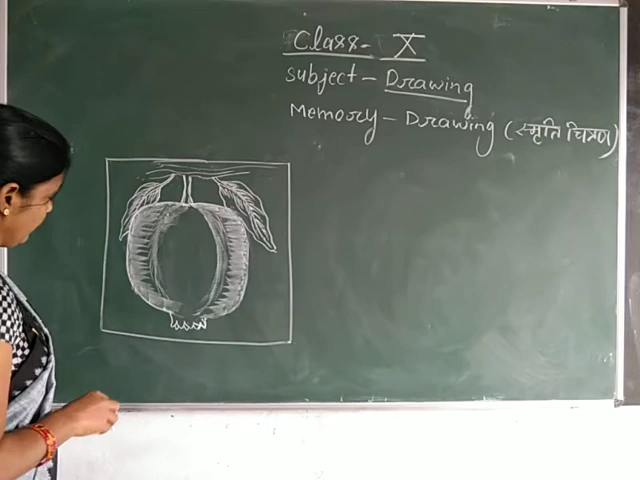 Class- X
Subject- Drawing
Memory- Drawing (स्मृति चित्रण)